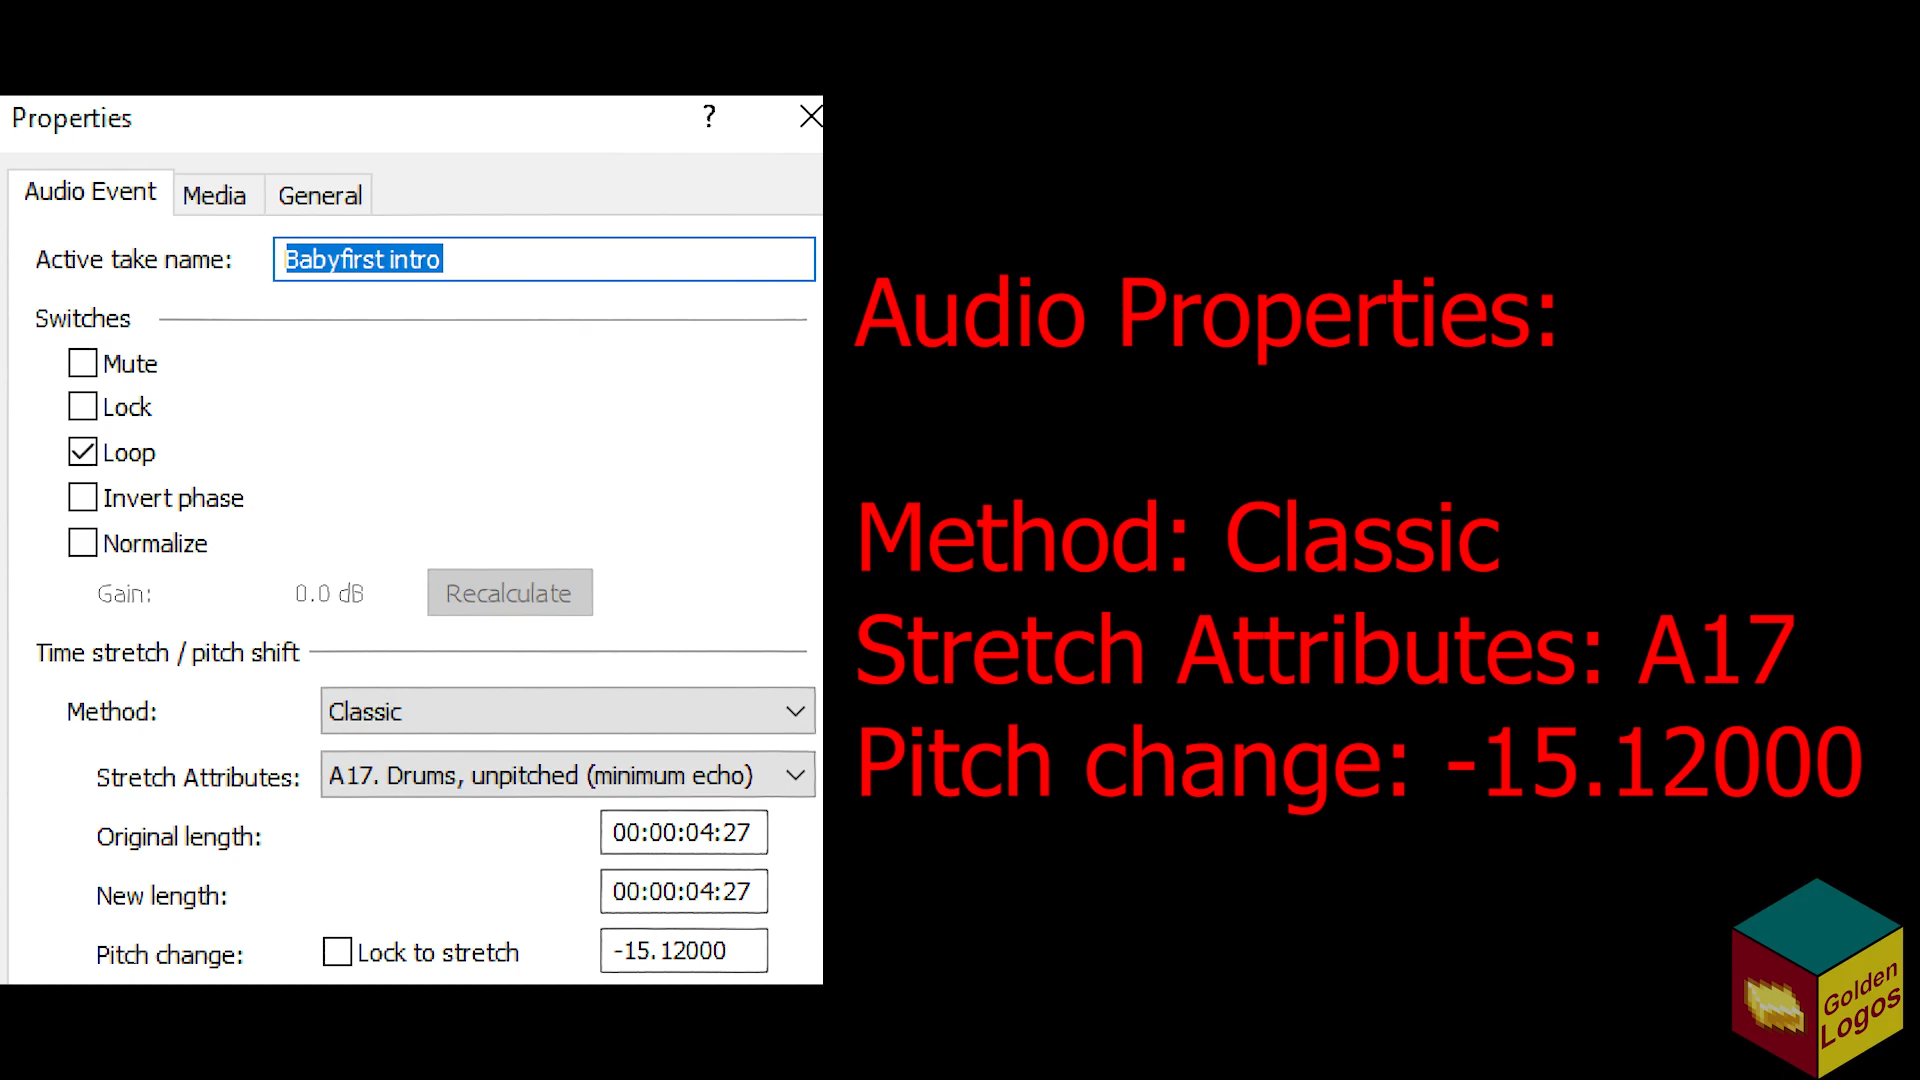 Properties
?
Audio Event Media General
Active take name: Babyfirst intro
Switches
Mute
Lock
Loop
Invert phase
Normalize
Gain: 0.0 dB Recalculate
Time stretch / pitch shift
Method: Classic
Stretch Attributes: A17. Drums, unpitched (minimum echo)
Original length: 00:00:04:27
New length: 00:00:04:27
Pitch change: Lock to stretch -15.12000
Audio Properties:
Method: Classic
Stretch Attributes: A17
Pitch change: -15.12000
Golden
Logos